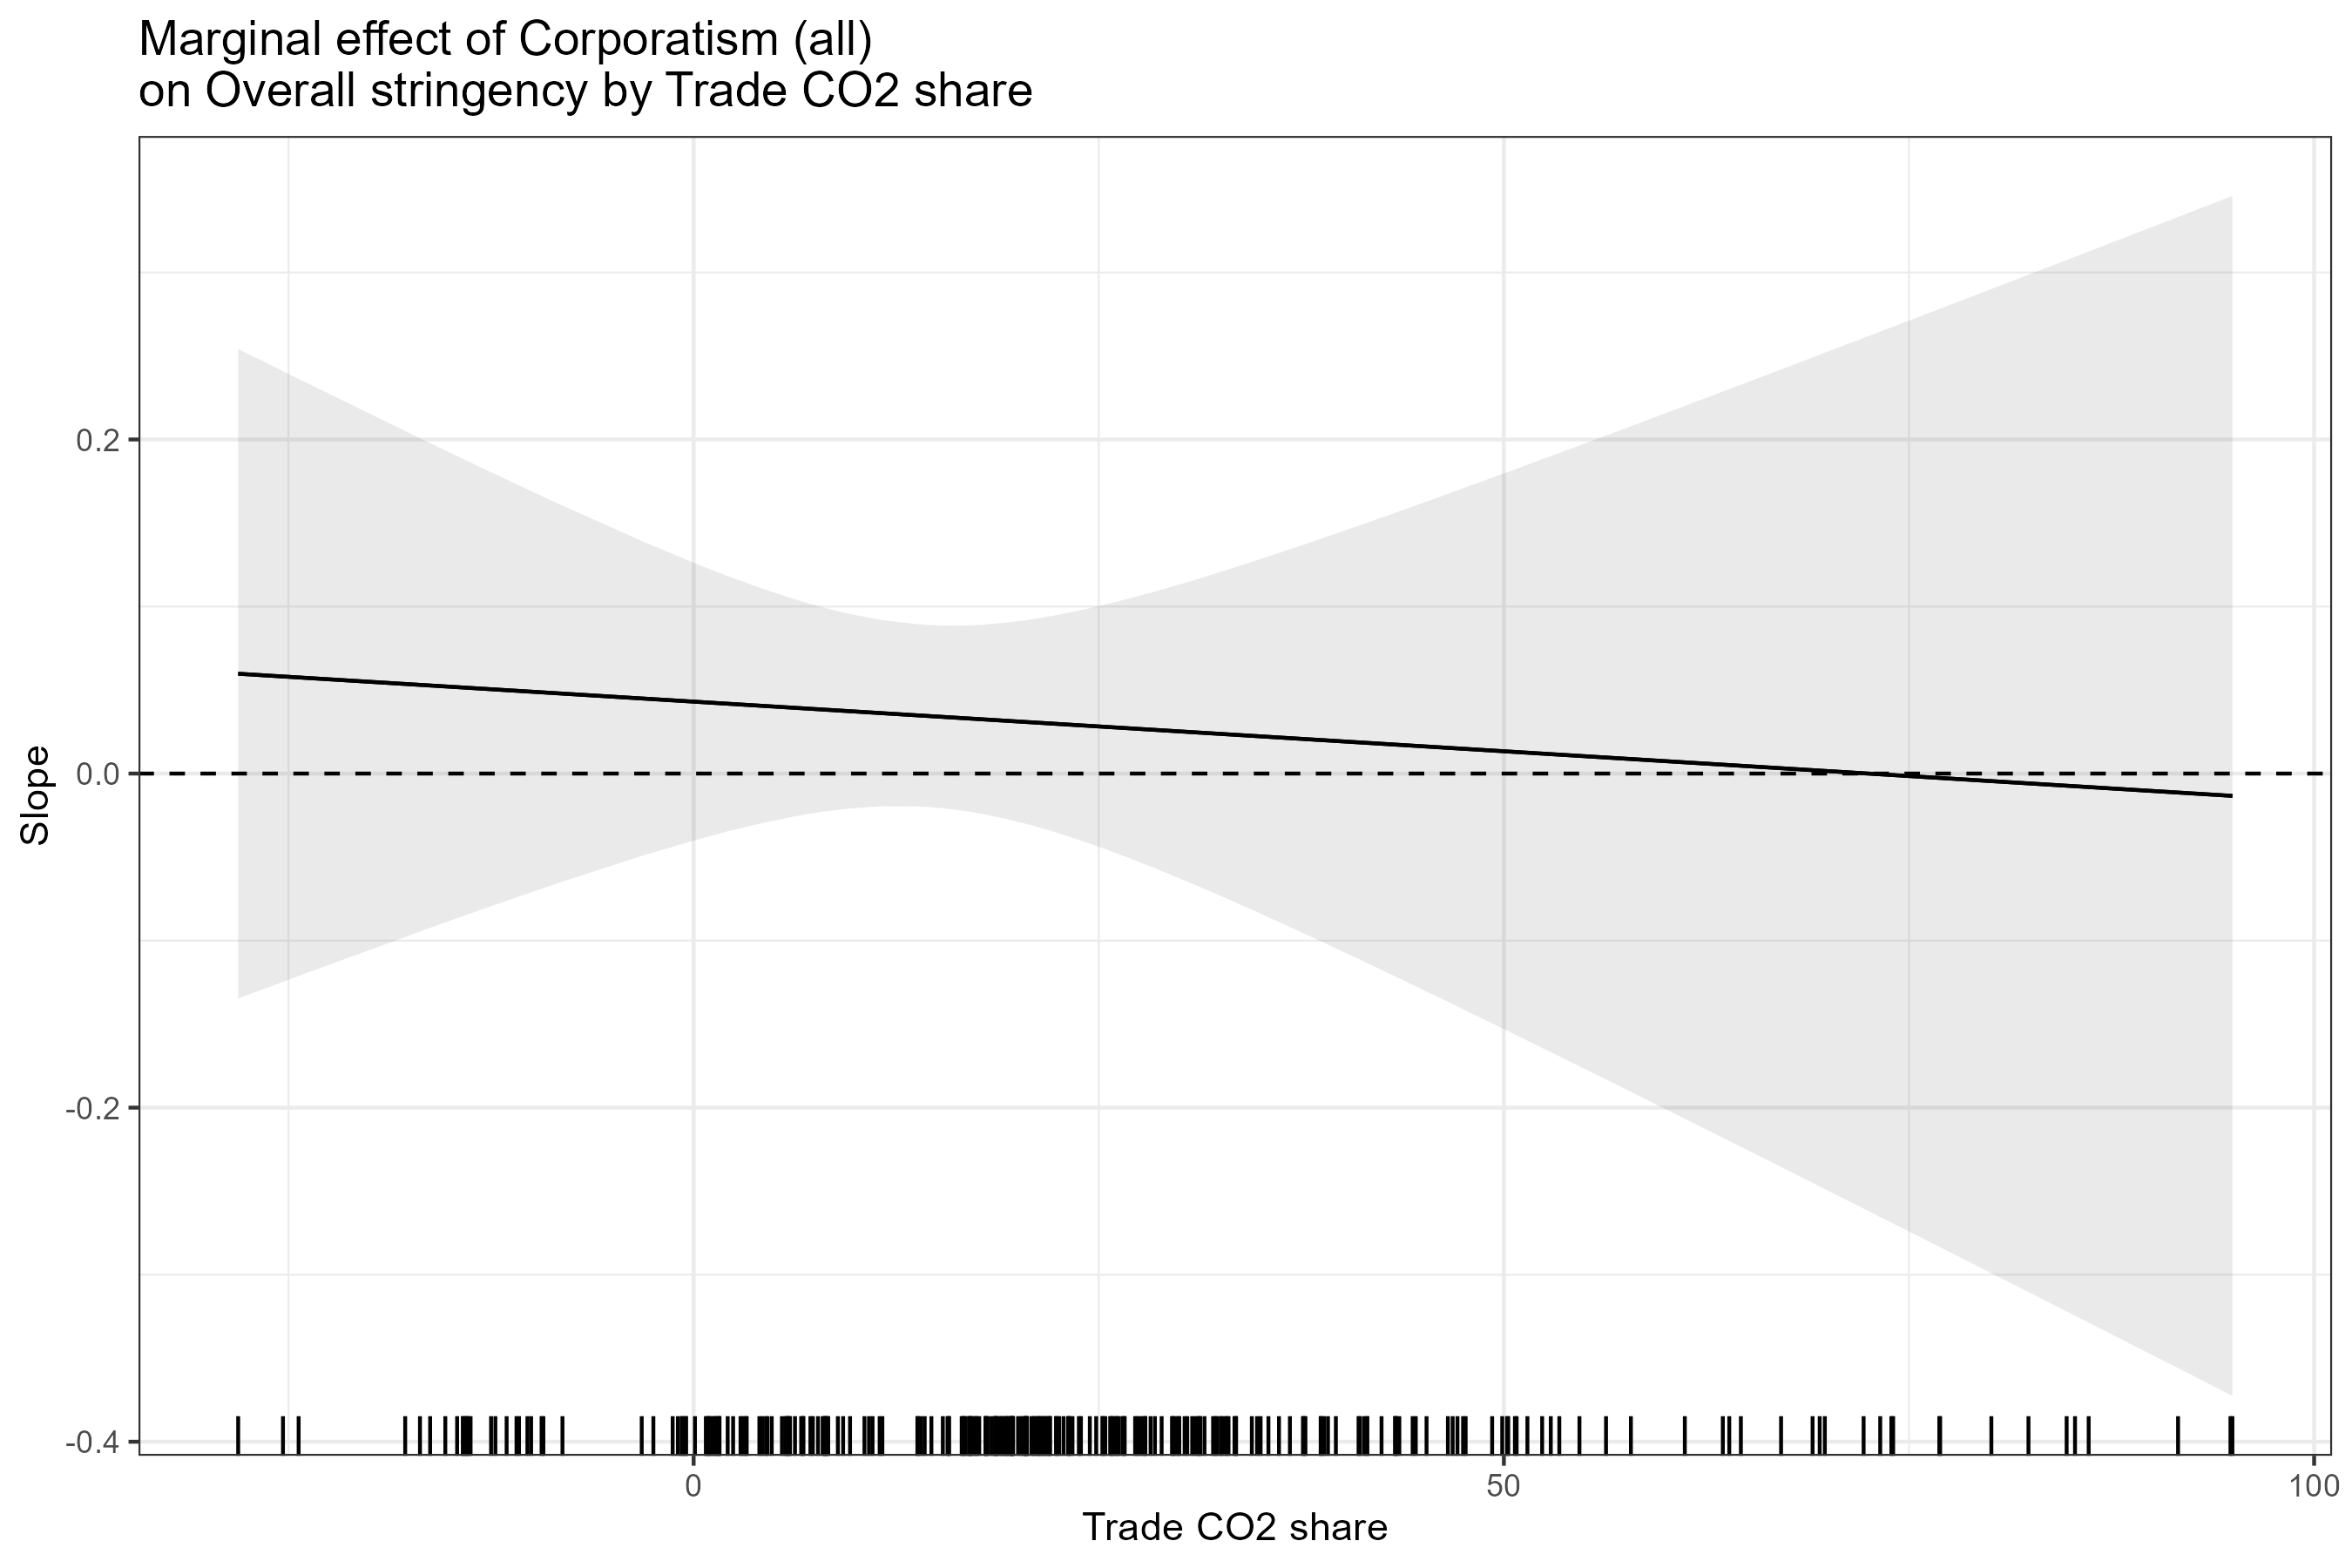 Marginal effect of Corporatism (all)
on Overall stringency by Trade CO2 share
Slope
0.2
0.0
-0.2
-0.4
0
50
100
Trade CO2 share